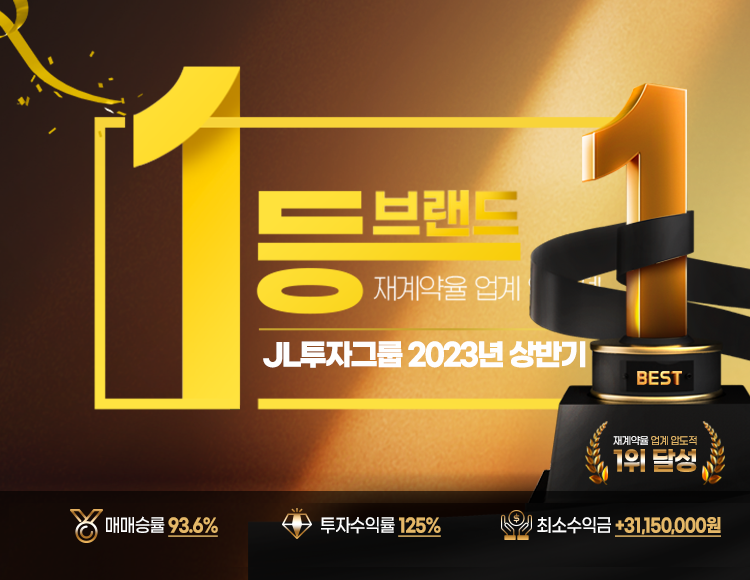 1등 브랜드
재계약율 업계
JL투자그룹 2023년 상반기
1
BEST
재계약율 업계 압도적
1위 달성
매매승률 93.6%
투자수익률 125%
최소수익금 +31,150,000원